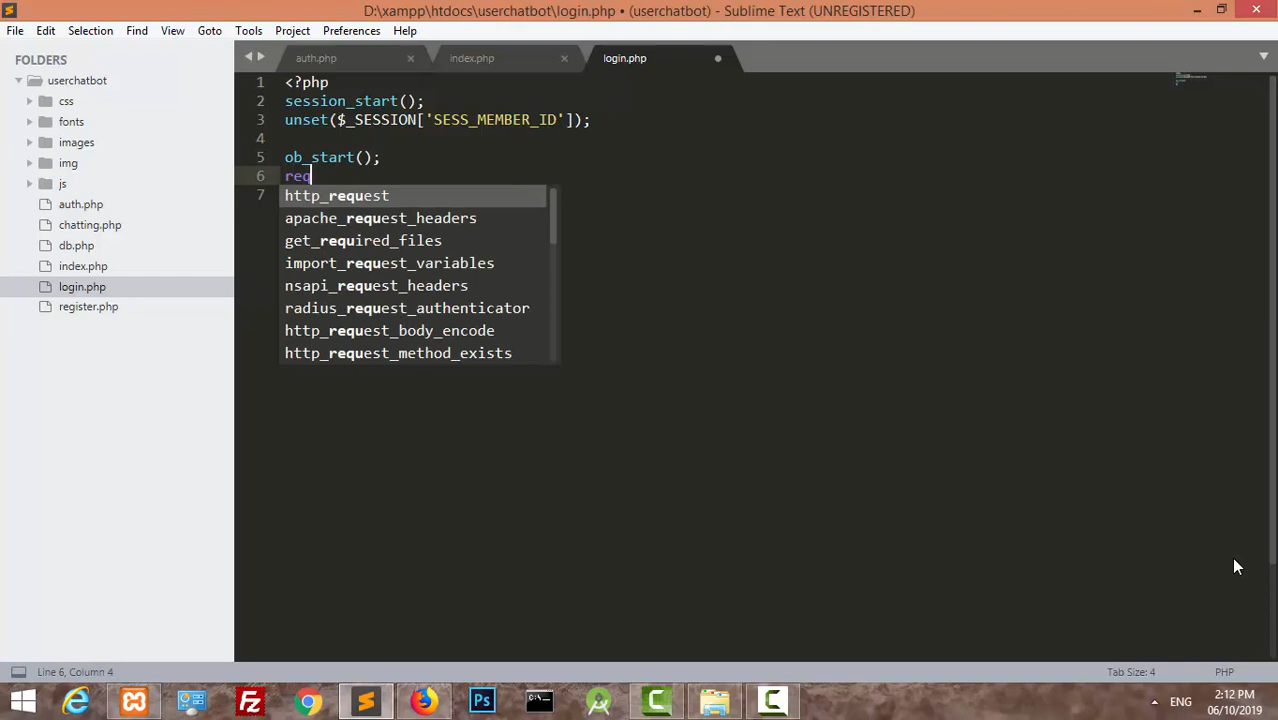 D:\xampp\htdocs\userchatbot\login.php • (userchatbot) - Sublime Text (UNREGISTERED)
File Edit Selection Find View Goto Tools Project Preferences Help
FOLDERS
userchatbot
css
fonts
images
img
js
auth.php
chatting.php
db.php
index.php
login.php
register.php
auth.php index.php login.php
1 <?php
2 session_start();
3 unset($_SESSION['SESS_MEMBER_ID']);
4
5 ob_start();
6 req
7
http_request
apache_request_headers
get_required_files
import_request_variables
nsapi_request_headers
radius_request_authenticator
http_request_body_encode
http_request_method_exists
Line 6, Column 4 Tab Size: 4 PHP
Ps
ENG
2:12 PM
06/10/2019